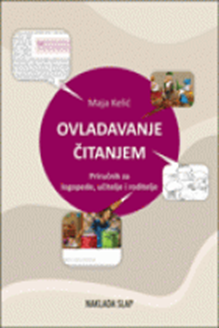 Maja Kelić
OVLADAVANJE
ČITANJEM
Priručnik za
logopede, učitelje i roditelje
NAKLADA SLAP